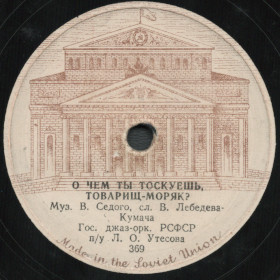 О ЧЕМ ТЫ ТОСКУЕШЬ,
ТОВАРИЩ-МОРЯК?
Муз. В. Седого, сл. В. Лебедева-
Кумача
Гос. джаз-орк. РСФСР
п/у Л. О. Утесова
369
Made in the Soviet Union